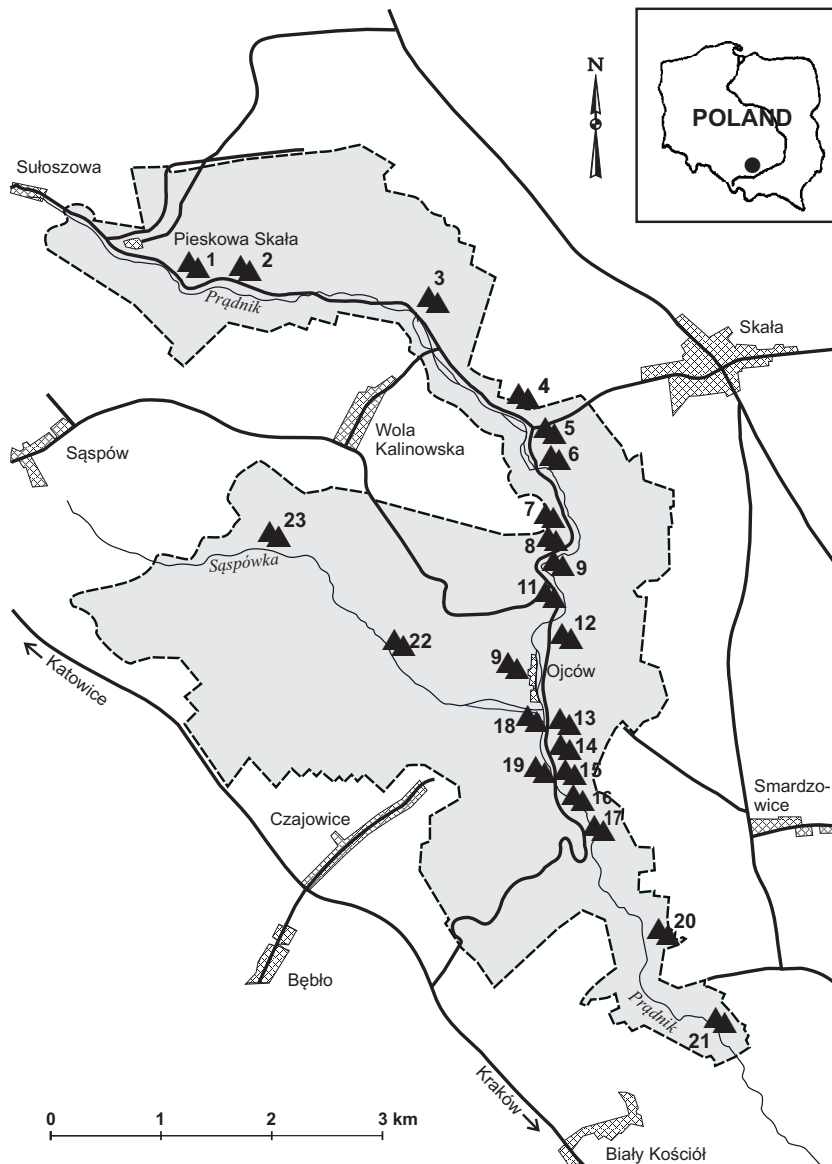 N
POLAND
Sułoszowa
Pieskowa Skała
1
2
Prądnik
3
Skała
4
5
Wola
Kalinowska
6
Sąspów
7
23
8
Sąspówka
9
11
12
22
9
Ojców
Katowice
18
13
14
19
15
Smardzo-
wice
16
Czajowice
17
20
Bębło
Prądnik
21
Kraków
0
1
2
3 km
Biały Kościół